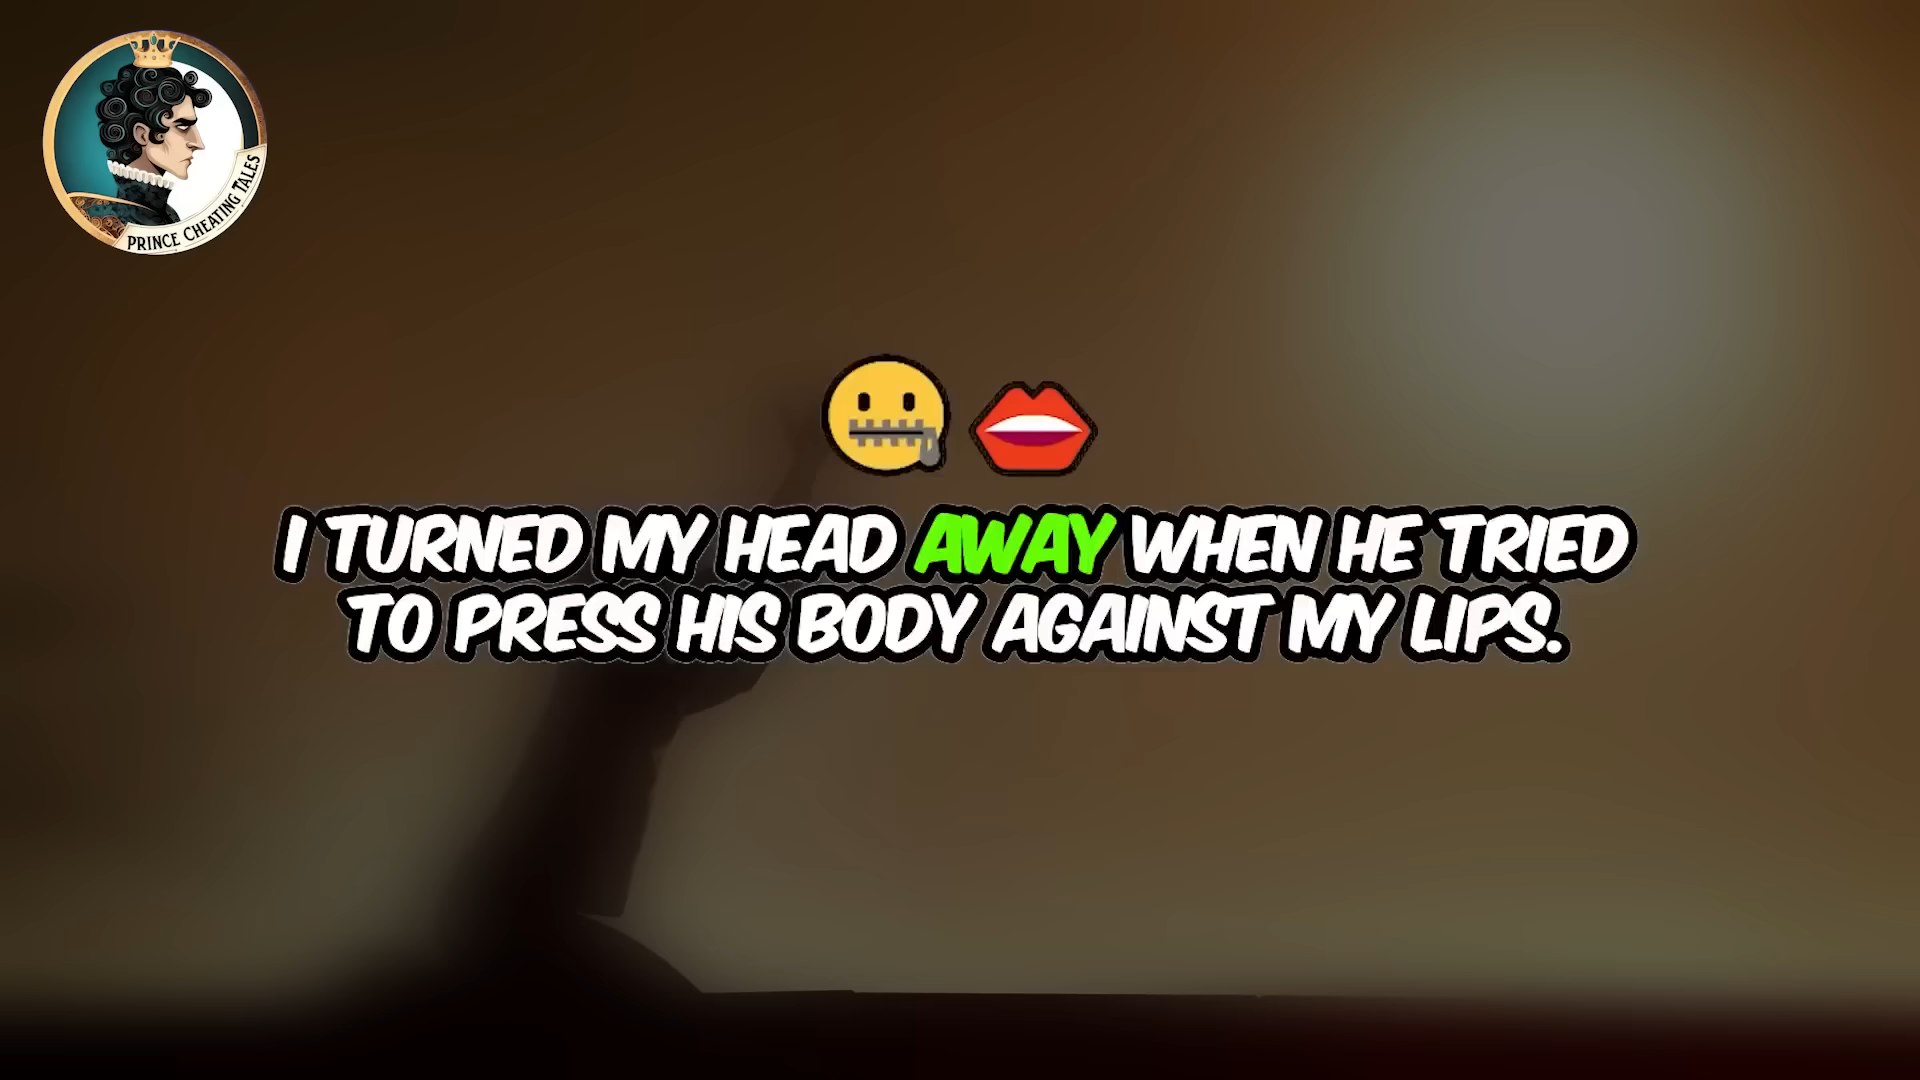 PRINCE CHEATING TALES
I TURNED MY HEAD AWAY WHEN HE TRIED
TO PRESS HIS BODY AGAINST MY LIPS.